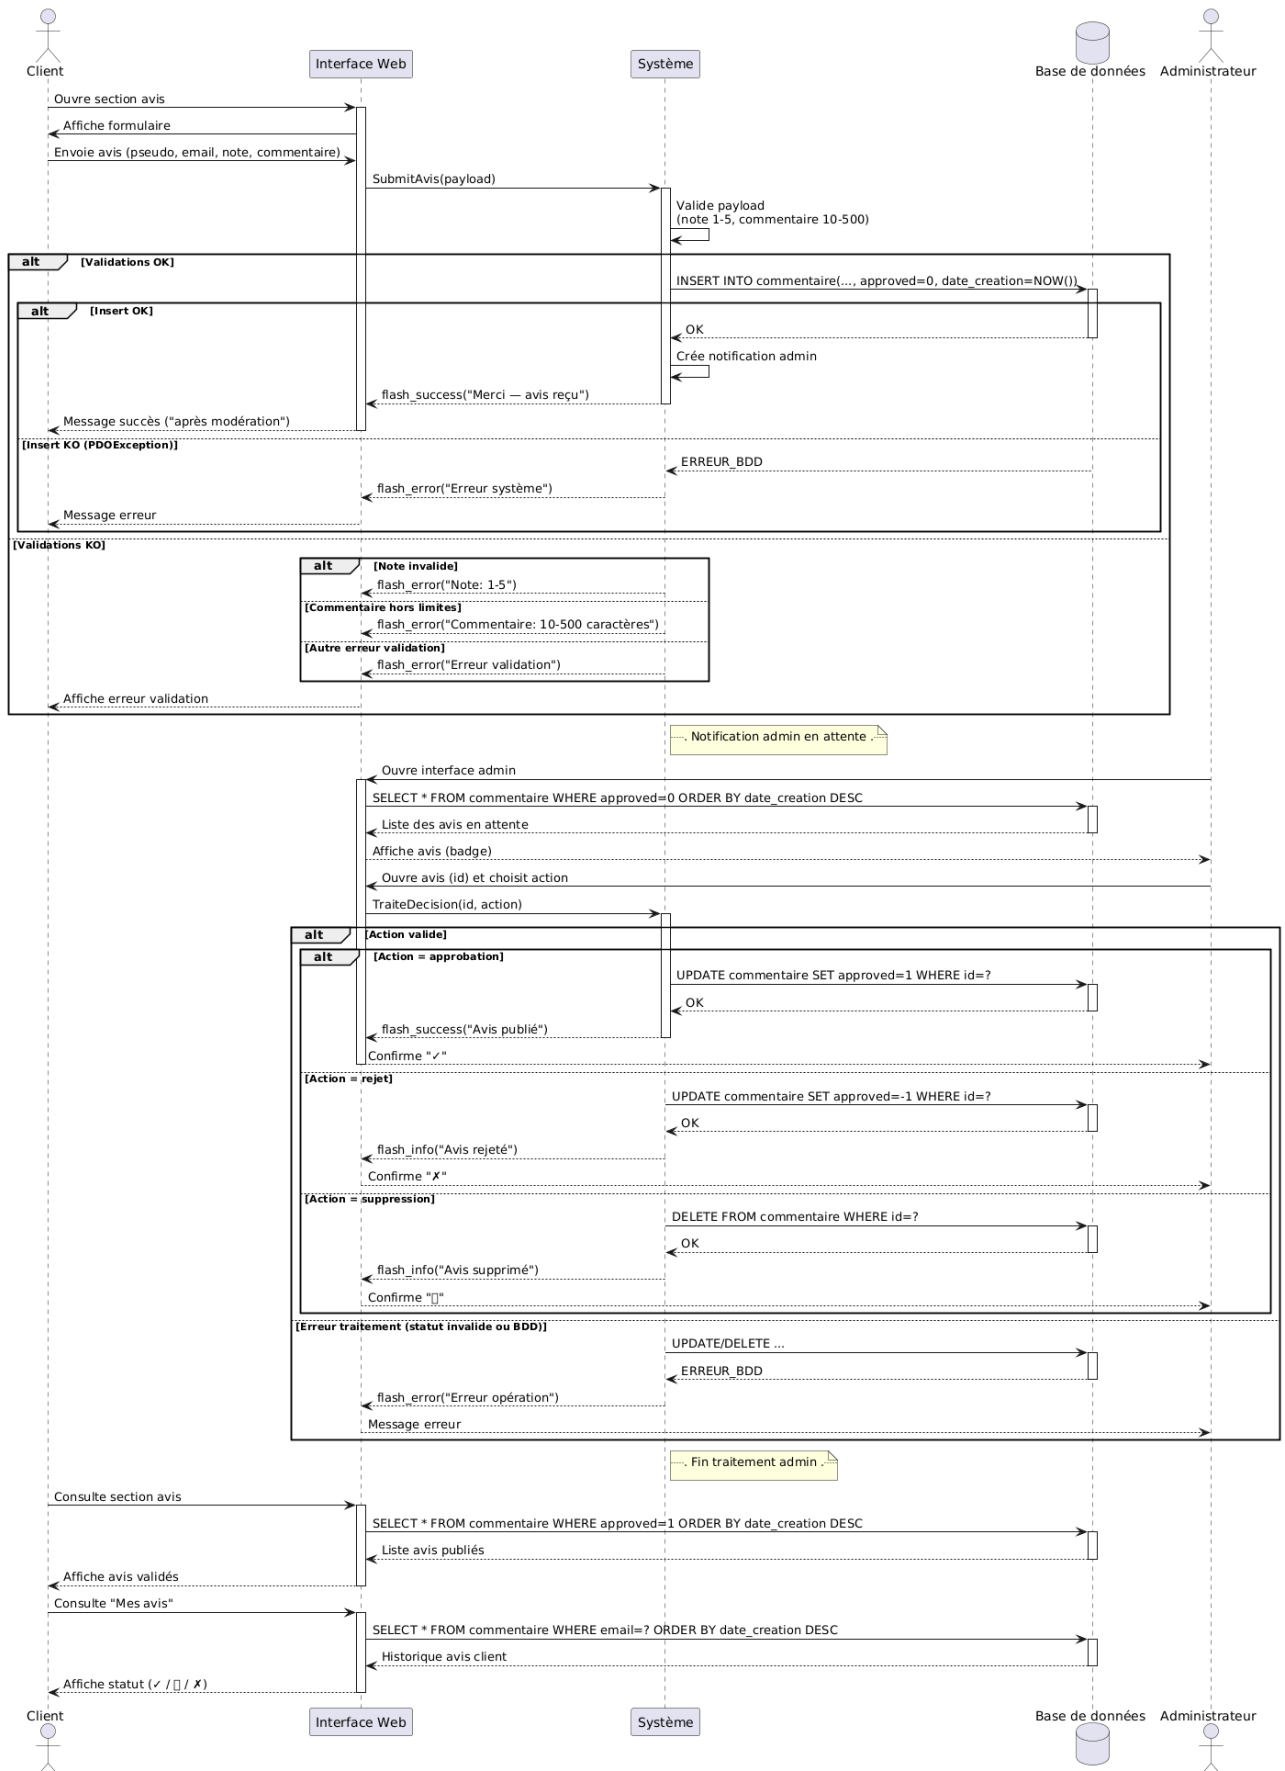 Client
Interface Web
Système
Base de données
Administrateur
Ouvre section avis
Affiche formulaire
Envoie avis (pseudo, email, note, commentaire)
SubmitAvis(payload)
Valide payload
(note 1-5, commentaire 10-500)
alt [Validations OK]
INSERT INTO commentaire(..., approved=0, date_creation=NOW())
alt [Insert OK]
OK
Crée notification admin
flash_success("Merci — avis reçu")
Message succès ("après modération")
[Insert KO (PDOException)]
ERREUR_BDD
flash_error("Erreur système")
Message erreur
[Validations KO]
alt [Note invalide]
flash_error("Note: 1-5")
[Commentaire hors limites]
flash_error("Commentaire: 10-500 caractères")
[Autre erreur validation]
flash_error("Erreur validation")
Affiche erreur validation
. Notification admin en attente .
Ouvre interface admin
SELECT * FROM commentaire WHERE approved=0 ORDER BY date_creation DESC
Liste des avis en attente
Affiche avis (badge)
Ouvre avis (id) et choisit action
TraiteDecision(id, action)
alt [Action valide]
alt [Action = approbation]
UPDATE commentaire SET approved=1 WHERE id=?
OK
flash_success("Avis publié")
Confirme "✓"
[Action = rejet]
UPDATE commentaire SET approved=-1 WHERE id=?
OK
flash_info("Avis rejeté")
Confirme "✗"
[Action = suppression]
DELETE FROM commentaire WHERE id=?
OK
flash_info("Avis supprimé")
Confirme "▯"
[Erreur traitement (statut invalide ou BDD)]
UPDATE/DELETE ...
ERREUR_BDD
flash_error("Erreur opération")
Message erreur
. Fin traitement admin .
Consulte section avis
SELECT * FROM commentaire WHERE approved=1 ORDER BY date_creation DESC
Liste avis publiés
Affiche avis validés
Consulte "Mes avis"
SELECT * FROM commentaire WHERE email=? ORDER BY date_creation DESC
Historique avis client
Affiche statut (✓ / ▯ / ✗)
Client
Interface Web
Système
Base de données
Administrateur